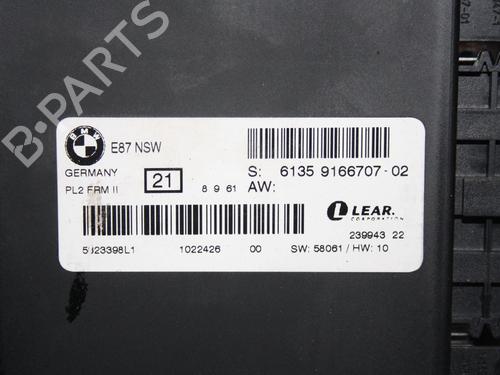 B-PARTS
BMW
E87 NSW
GERMANY
PL2 FRM II
21
8 9 61
S: 6135 9166707-02
AW:
LEAR.
CORPORATION
239943 22
5J23398L1 1022426 00 SW: 58061 / HW: 10